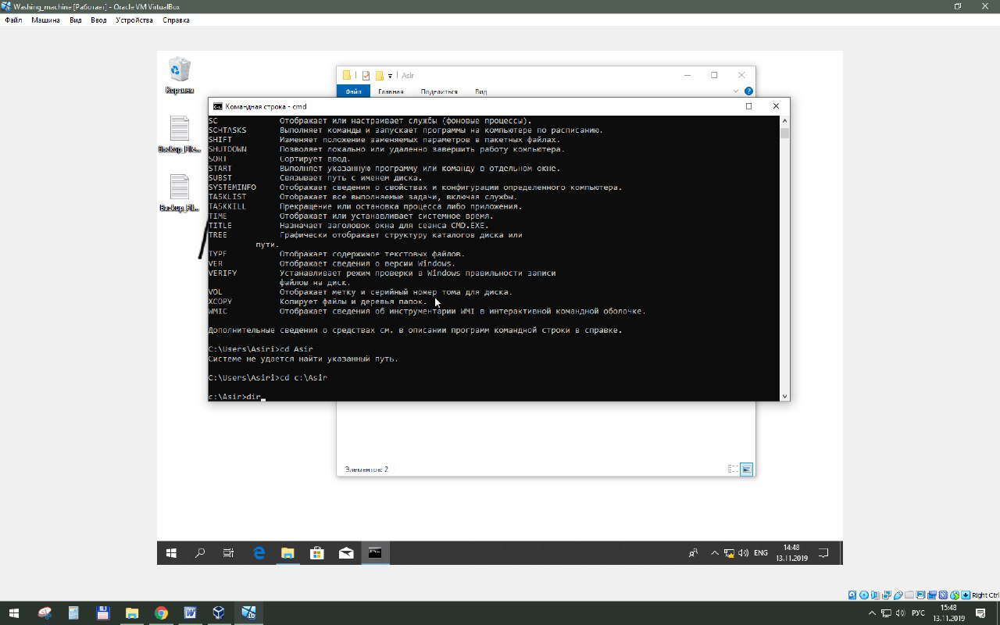 Washing_machine [Работает] - Oracle VM VirtualBox
Файл Машина Вид Ввод Устройства Справка
Корзина
Backup_File...
Backup_Fil...
Asir
Файл Главная Поделиться Вид
Командная строка - cmd
SC Отображает или настраивает службы (фоновые процессы).
SCHTASKS Выполняет команды и запускает программы на компьютере по расписанию.
SHIFT Изменяет положение заменяемых параметров в пакетных файлах.
SHUTDOWN Позволяет локально или удаленно завершить работу компьютера.
SORT Сортирует ввод.
START Выполняет указанную программу или команду в отдельном окне.
SUBST Связывает путь с именем диска.
SYSTEMINFO Отображает сведения о свойствах и конфигурации определенного компьютера.
TASKLIST Отображает все выполняемые задачи, включая службы.
TASKKILL Прекращение или остановка процесса либо приложения.
TIME Отображает или устанавливает системное время.
TITLE Назначает заголовок окна для сеанса CMD.EXE.
TREE Графически отображает структуру каталогов диска или
пути.
TYPE Отображает содержимое текстовых файлов.
VER Отображает сведения о версии Windows.
VERIFY Устанавливает режим проверки в Windows правильности записи
файлов на диск.
VOL Отображает метку и серийный номер тома для диска.
XCOPY Копирует файлы и деревья папок.
WMIC Отображает сведения об инструментарии WMI в интерактивной командной оболочке.
Дополнительные сведения о средствах см. в описании программ командной строки в справке.
C:\Users\Asiri>cd Asir
Системе не удается найти указанный путь.
C:\Users\Asiri>cd c:\Asir
c:\Asir>dir_
Элементов: 2
ENG
14:48
13.11.2019
Right Ctrl
РУС
15:48
13.11.2019